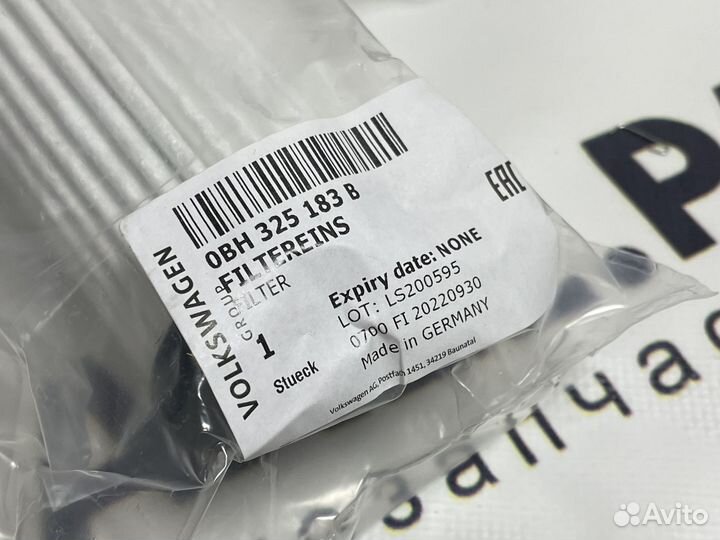 VOLKSWAGEN
GROUP
0BH 325 183 B
FILTEREINS
FILTER
1
Stueck
EAC
Expiry date: NONE
LOT: LS200595
0700 FI 20220930
Made in GERMANY
Volkswagen AG, Postfach 1451, 34219 Baunatal
запчас
Avito